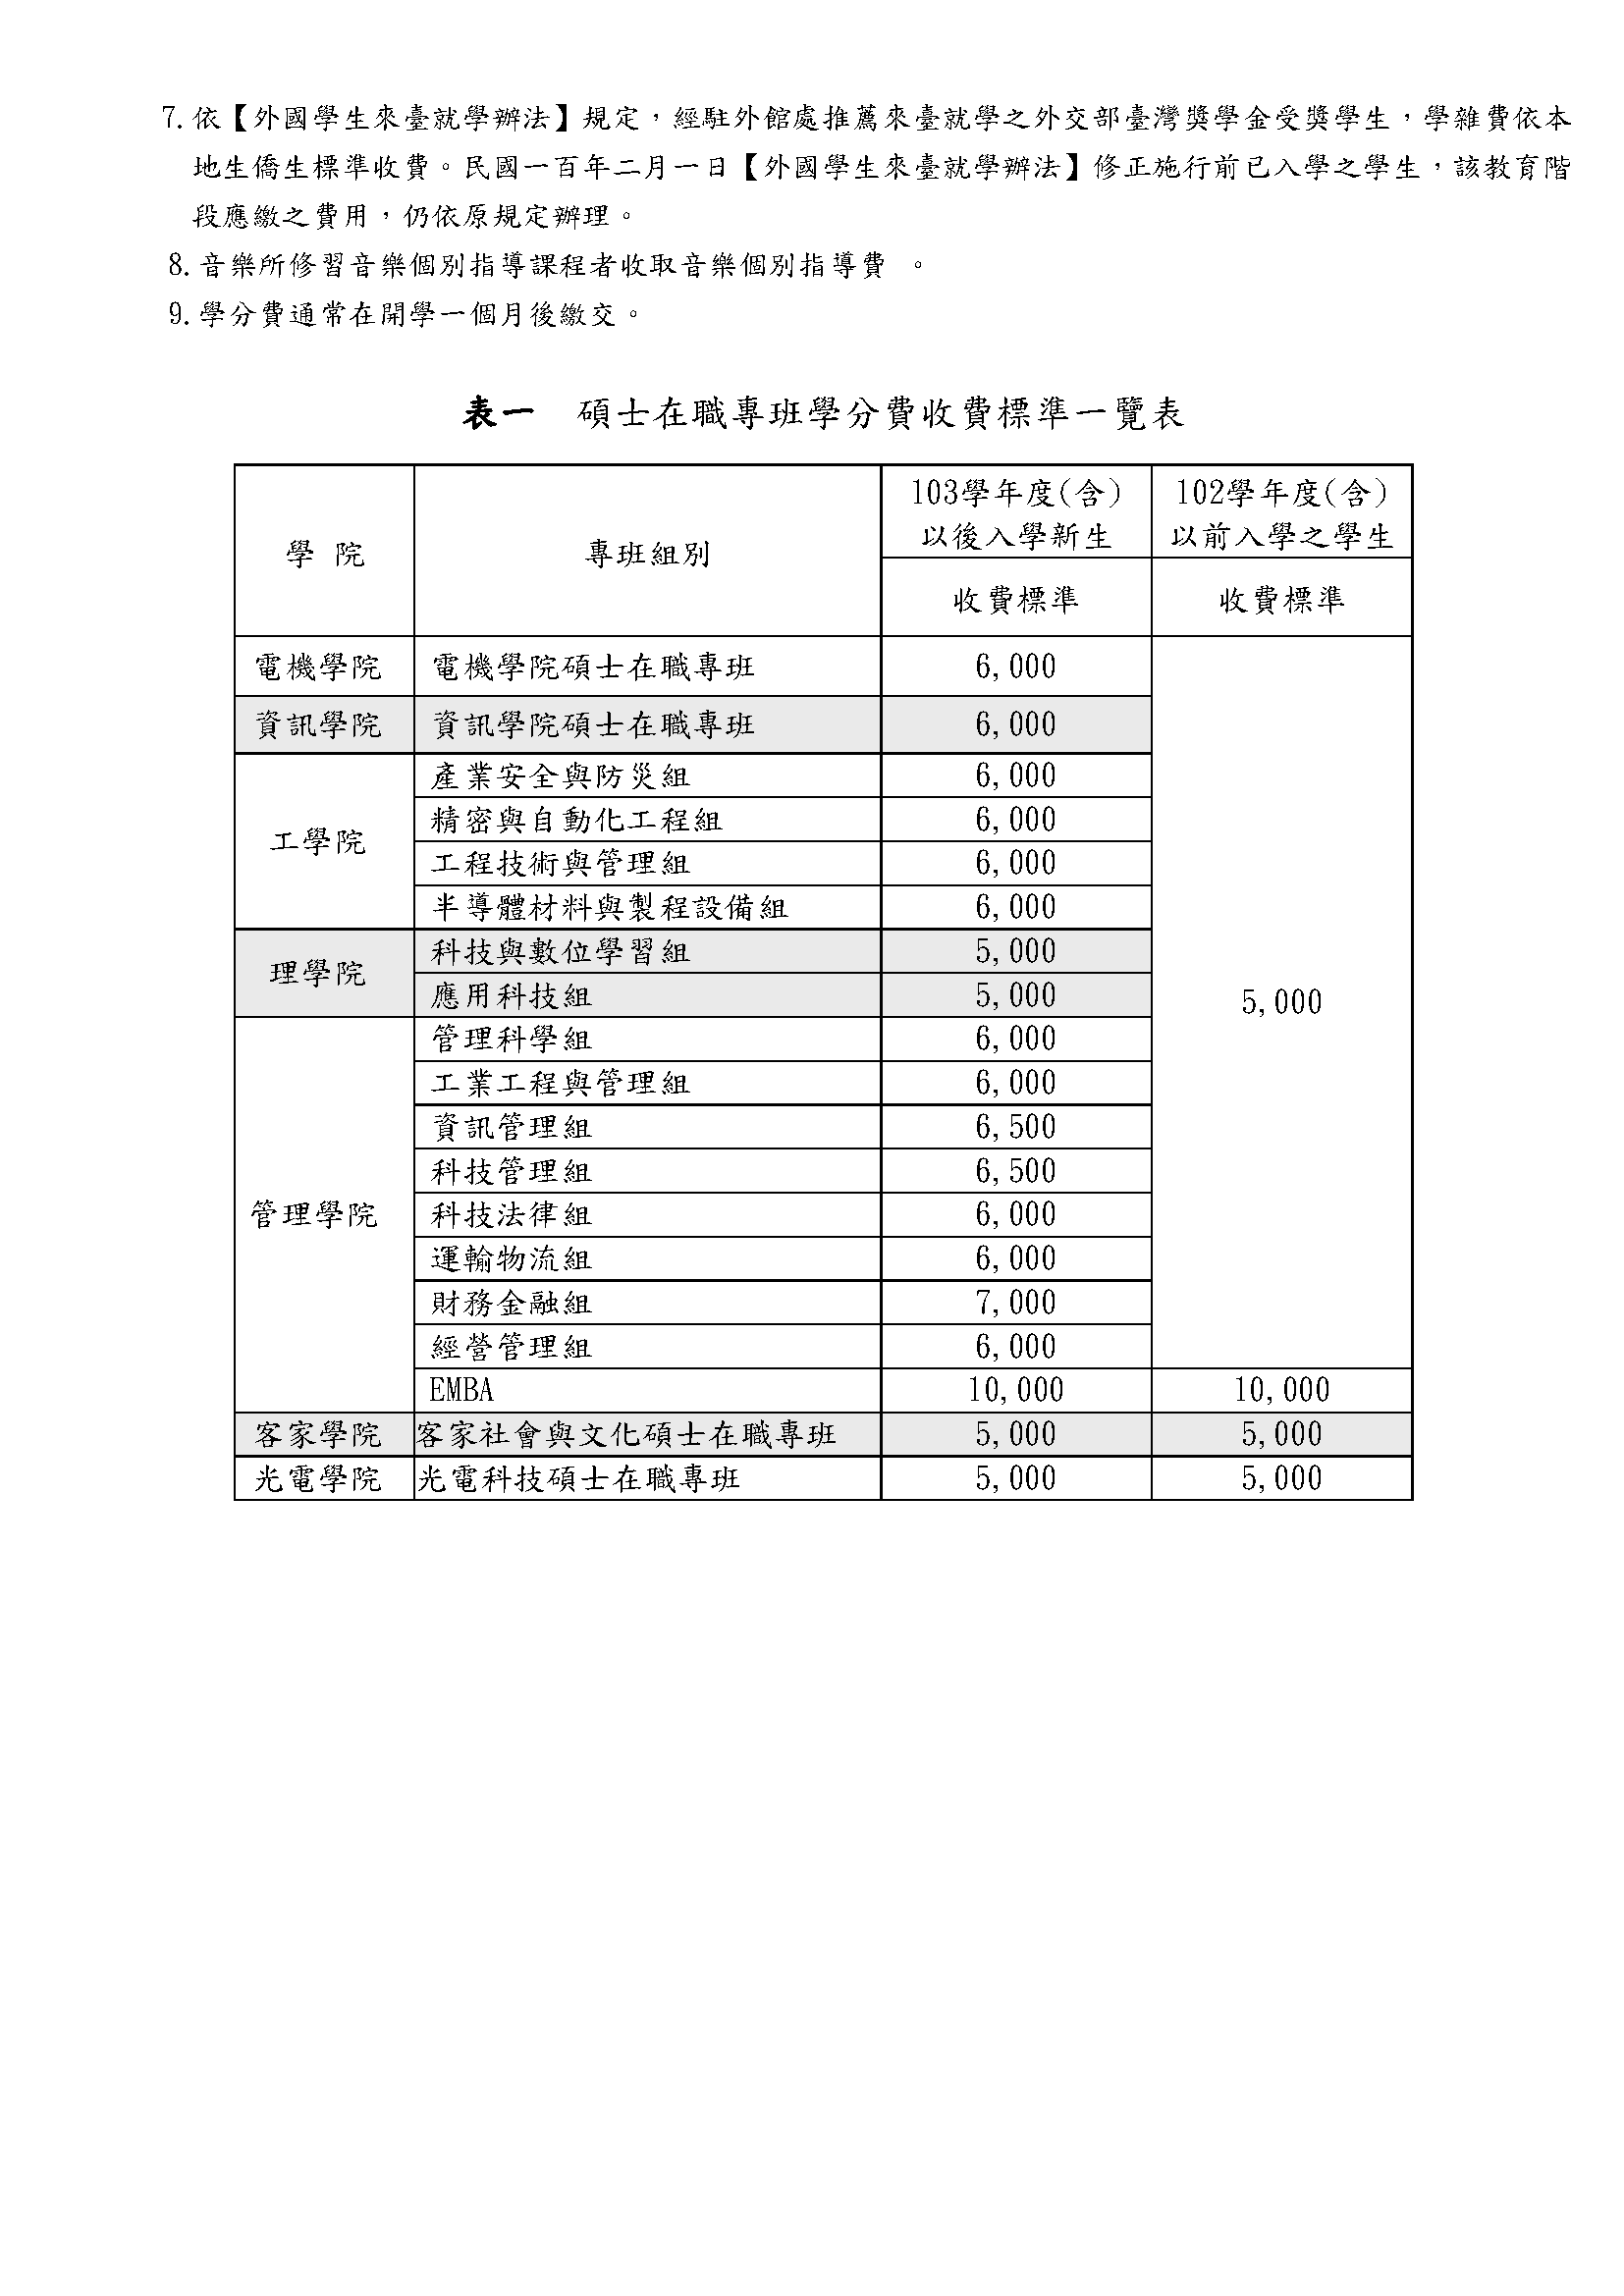 7.依【外國學生來臺就學辦法】規定，經駐外館處推薦來臺就學之外交部臺灣獎學金受獎學生，學雜費依本
地生僑生標準收費。民國一百年二月一日【外國學生來臺就學辦法】修正施行前已入學之學生，該教育階
段應繳之費用，仍依原規定辦理。
8.音樂所修習音樂個別指導課程者收取音樂個別指導費 。
9.學分費通常在開學一個月後繳交。
表一 碩士在職專班學分費收費標準一覽表
學 院 專班組別 103學年度(含) 102學年度(含)
以後入學新生 以前入學之學生
收費標準 收費標準
電機學院 電機學院碩士在職專班 6,000
資訊學院 資訊學院碩士在職專班 6,000
工學院 產業安全與防災組 6,000
精密與自動化工程組 6,000
工程技術與管理組 6,000
半導體材料與製程設備組 6,000
理學院 科技與數位學習組 5,000
應用科技組 5,000 5,000
管理科學組 6,000
工業工程與管理組 6,000
資訊管理組 6,500
科技管理組 6,500
管理學院 科技法律組 6,000
運輸物流組 6,000
財務金融組 7,000
經營管理組 6,000
EMBA 10,000 10,000
客家學院 客家社會與文化碩士在職專班 5,000 5,000
光電學院 光電科技碩士在職專班 5,000 5,000